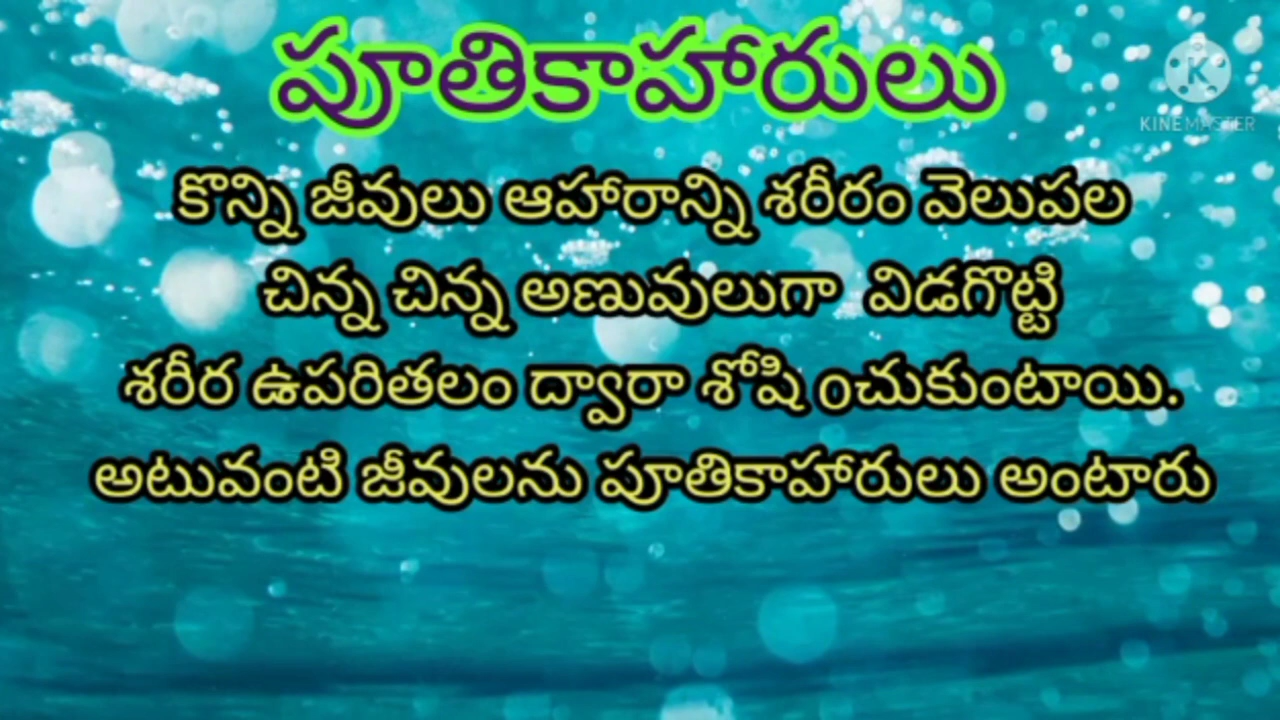 పూతికాహారులు
KINEMASTER
కొన్ని జీవులు ఆహారాన్ని శరీరం వెలుపల
చిన్న చిన్న అణువులుగా విడగొట్టి
శరీర ఉపరితలం ద్వారా శోషి ంచుకుంటాయి.
అటువంటి జీవులను పూతికాహారులు అంటారు